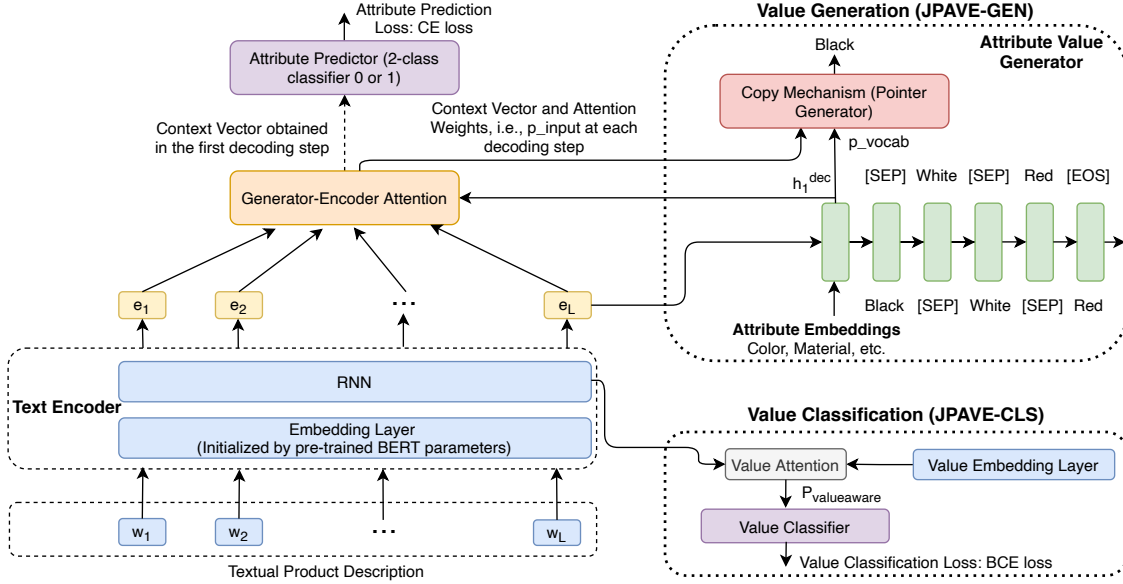 Attribute Prediction
Loss: CE loss
Attribute Predictor (2-class
classifier 0 or 1)
Context Vector obtained
in the first decoding step
Context Vector and Attention
Weights, i.e., p_input at each
decoding step
Generator-Encoder Attention
e1
e2
...
eL
Text Encoder
RNN
Embedding Layer
(Initialized by pre-trained BERT parameters)
w1
w2
...
wL
Textual Product Description
Value Generation (JPAVE-GEN)
Black
Attribute Value
Generator
Copy Mechanism (Pointer
Generator)
p_vocab
h1^dec
[SEP] White [SEP] Red [EOS]
Black [SEP] White [SEP] Red
Attribute Embeddings
Color, Material, etc.
Value Classification (JPAVE-CLS)
Value Attention
Value Embedding Layer
Pvalueaware
Value Classifier
Value Classification Loss: BCE loss